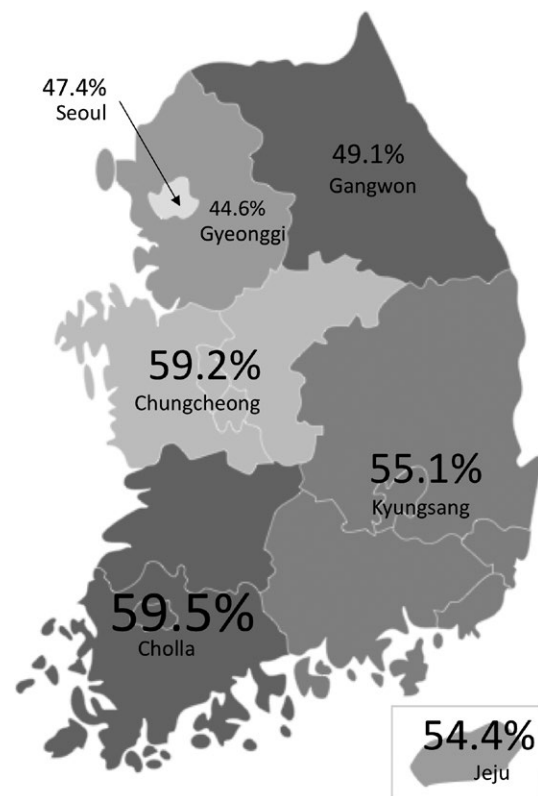 47.4%
Seoul
49.1%
Gangwon
44.6%
Gyeonggi
59.2%
Chungcheong
55.1%
Kyungsang
59.5%
Cholla
54.4%
Jeju